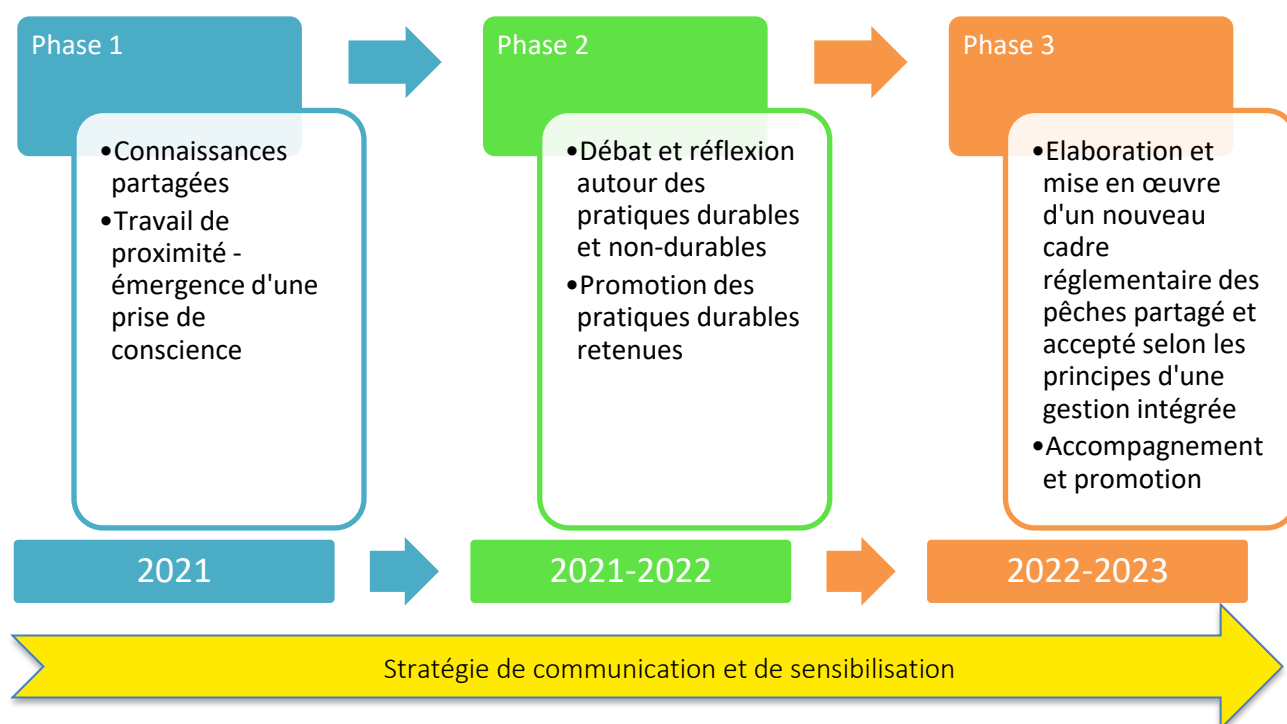 Phase 1
•Connaissances
partagées
•Travail de
proximité -
émergence d'une
prise de
conscience
Phase 2
•Débat et réflexion
autour des
pratiques durables
et non-durables
•Promotion des
pratiques durables
retenues
Phase 3
•Elaboration et
mise en œuvre
d'un nouveau
cadre
réglementaire des
pêches partagé et
accepté selon les
principes d'une
gestion intégrée
•Accompagnement
et promotion
2021
2021-2022
2022-2023
Stratégie de communication et de sensibilisation